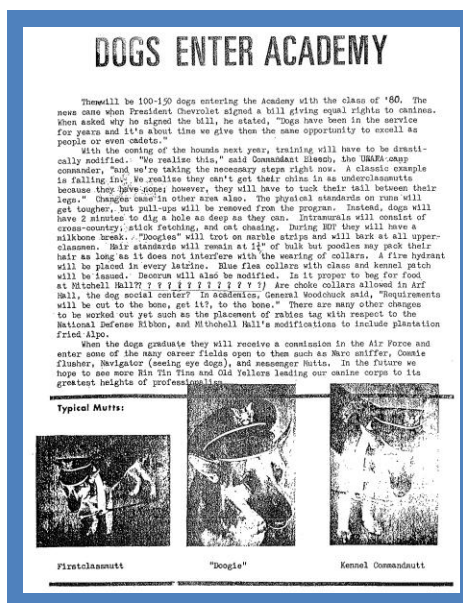 DOGS ENTER ACADEMY
There will be 100-150 dogs entering the Academy with the class of '80. The
news came when President Chevrolet signed a bill giving equal rights to canines.
When asked why he signed the bill, he stated, "Dogs have been in the service
for years and it's about time we give them the same opportunity to excell as
people or even cadets."
With the coming of the hounds next year, training will have to be drasti-
cally modified. "We realize this," said Commandant Bleech, the camp
commander, "and we're taking the necessary steps right now. A classic example
is falling in. We realize they can't get their chins in as underclassmutts
because they have none; however, they will have to tuck their tail between their
legs." Changes came in other area also. The physical standards on runs will
get tougher, but pull-ups will be removed from the program. Instead, dogs will
have 2 minutes to dig a hole as deep as they can. Intramurals will consist of
cross-country, stick fetching, and cat chasing. During they will have a
milkbone break. "Doogies" will trot on marble strips and will bark at all upper-
classmen. Hair standards will remain at of bulk but poodles may pack their
hair as long as it does not interfere with the wearing of collars. A fire hydrant
will be placed in every latrine. Blue flea collars with class and kennel patch
will be issued. Decorum will also be modified. In it proper to beg for food
at Mitchell Hall?? ? ? ? ? ? ? ? ? ? ? ?) Are choke collars allowed in Arf
Hall, the dog social center? In academics, General Woodchuck said, "Requirements
will be cut to the bone, get it?, to the bone." There are many other changes
to be worked out yet such as the placement of rabies tag with respect to the
National Defense Ribbon, and Mithchell Hall's modifications to include plantation
fried Alpo.
When the dogs graduate they will receive a commission in the Air Force and
enter some of the many career fields open to them such as Narc sniffer, Commie
flusher, Navigator (seeing eye dogs), and messenger Mutts. In the future we
hope to see more Rin Tin Tins and Old Yellers leading our canine corps to its
greatest heights of professionalism.
Typical Mutts:
Firstclassmutt "Doogie" Kennel Commandmutt